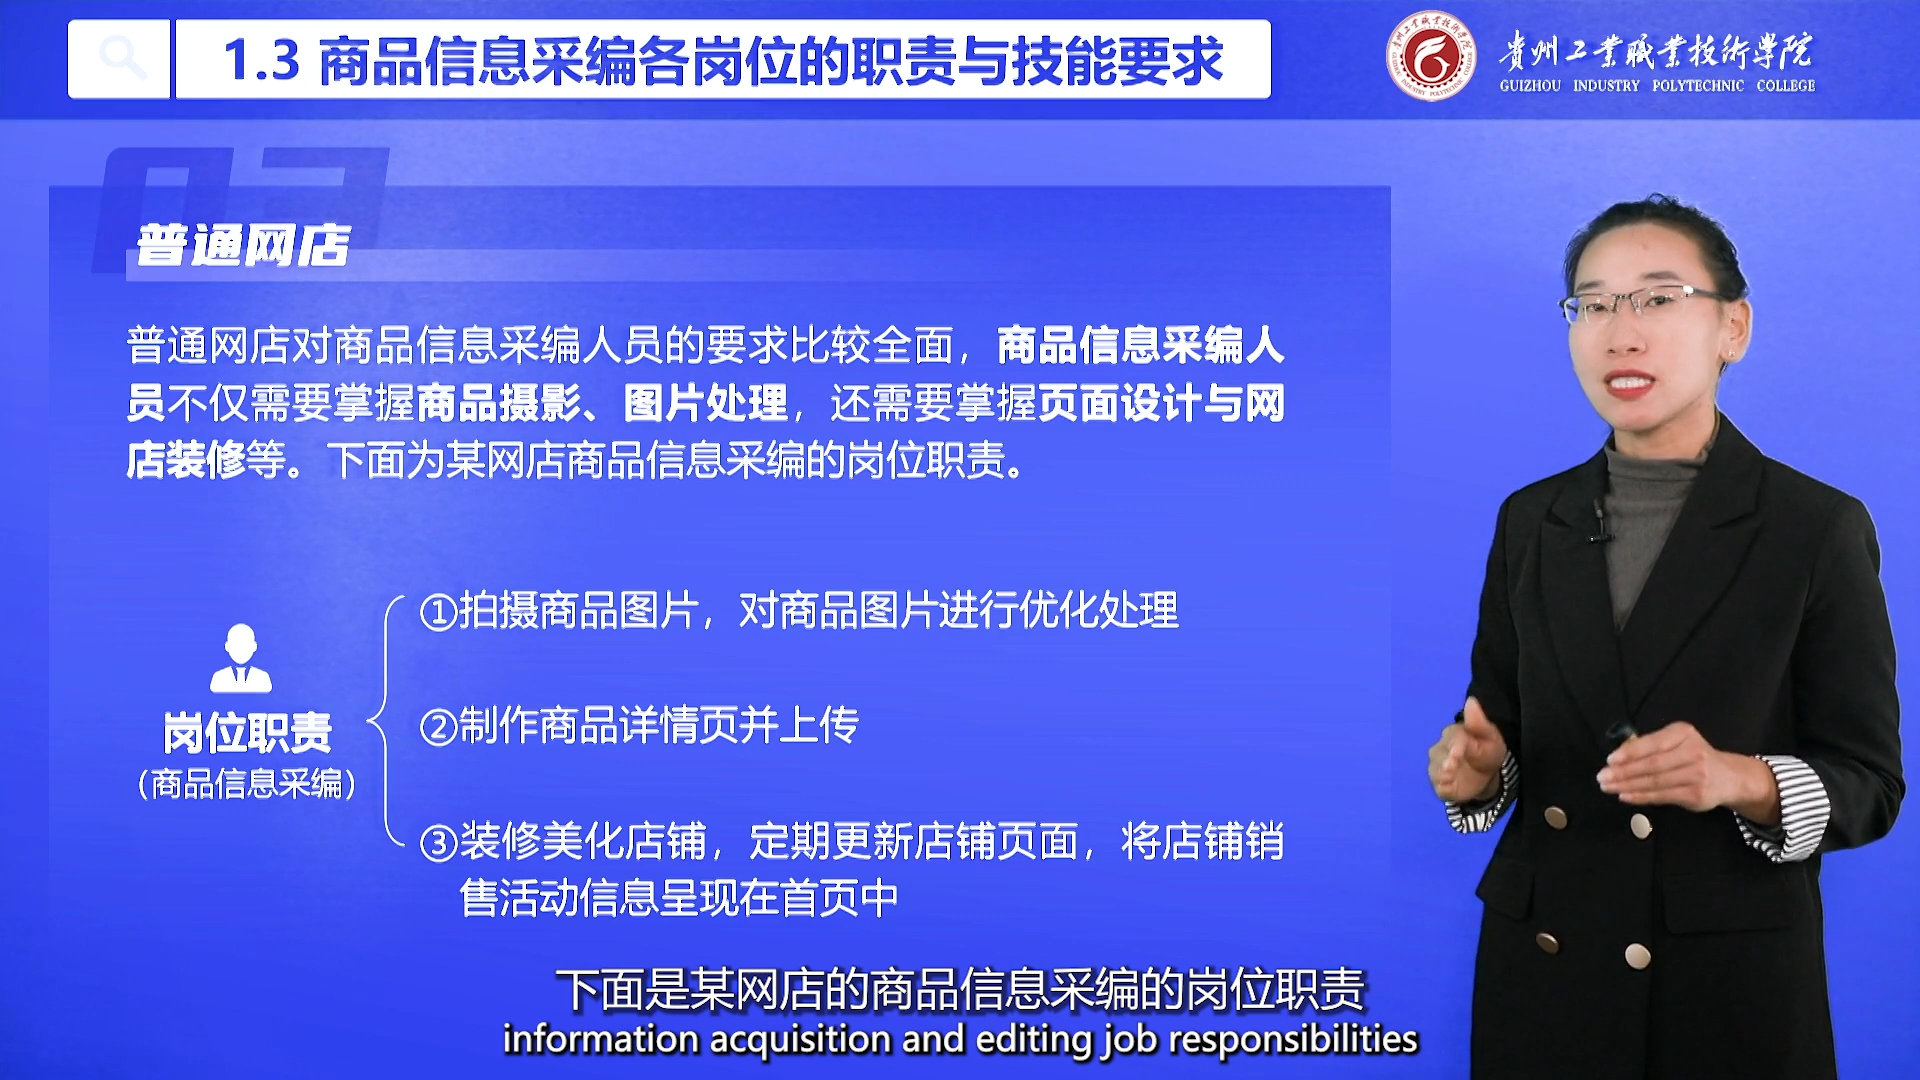 1.3 商品信息采编各岗位的职责与技能要求
贵州工业職業技術學院
GUIZHOU INDUSTRY POLYTECHNIC COLLEGE
03
普通网店
普通网店对商品信息采编人员的要求比较全面，商品信息采编人
员不仅需要掌握商品摄影、图片处理，还需要掌握页面设计与网
店装修等。下面为某网店商品信息采编的岗位职责。
①拍摄商品图片，对商品图片进行优化处理
②制作商品详情页并上传
岗位职责
（商品信息采编）
③装修美化店铺，定期更新店铺页面，将店铺销
售活动信息呈现在首页中
下面是某网店的商品信息采编的岗位职责
information acquisition and editing job responsibilities